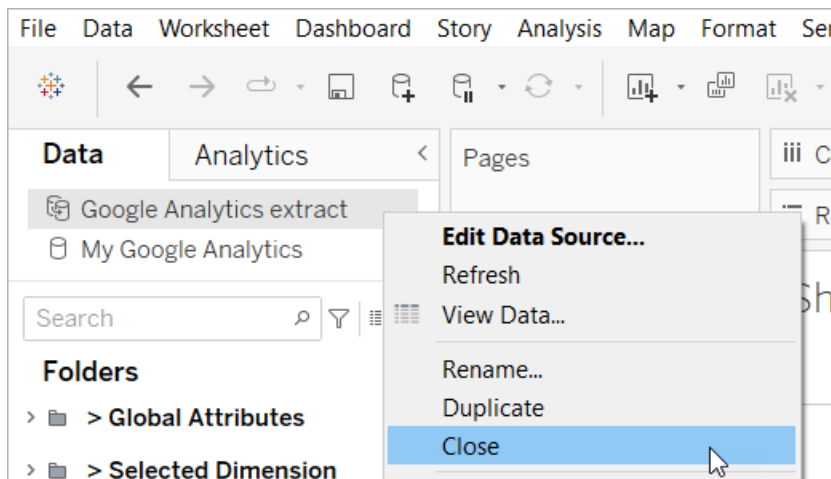 File Data Worksheet Dashboard Story Analysis Map Format
Data Analytics
Pages
Google Analytics extract
My Google Analytics
Search
Folders
> Global Attributes
> Selected Dimension
Edit Data Source...
Refresh
View Data...
Rename...
Duplicate
Close